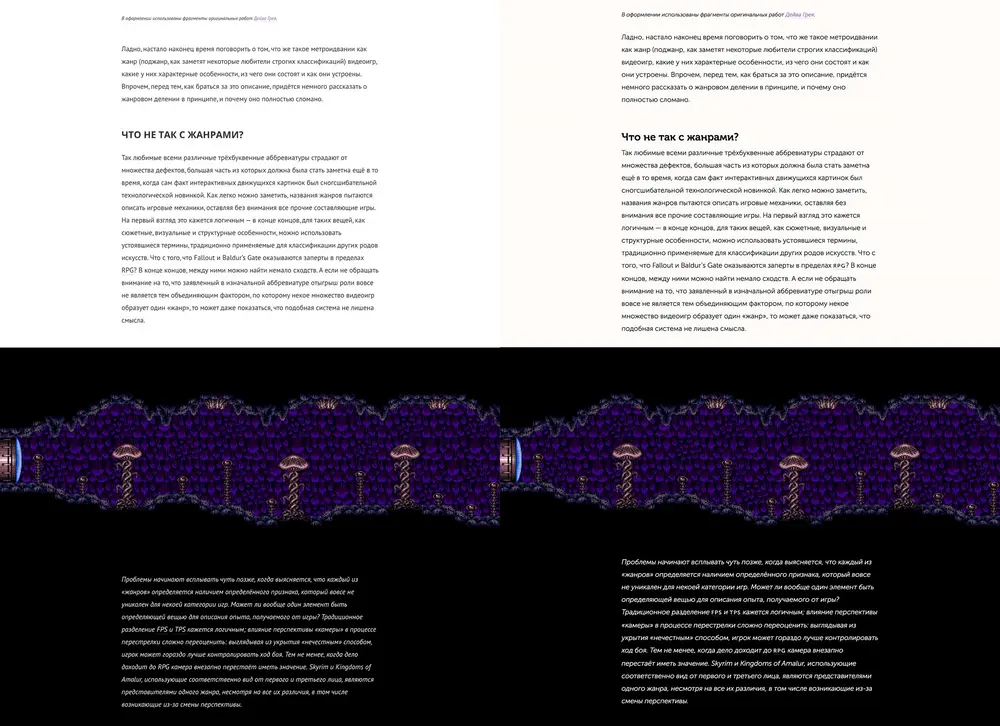 В оформлении использованы фрагменты оригинальных работ Дейва Грея.
Ладно, настало наконец время поговорить о том, что же такое метроидвании как
жанр (поджанр, как заметят некоторые любители строгих классификаций) видеоигр,
какие у них характерные особенности, из чего они состоят и как они устроены.
Впрочем, перед тем, как браться за это описание, придётся немного рассказать о
жанровом делении в принципе, и почему оно полностью сломано.
ЧТО НЕ ТАК С ЖАНРАМИ?
Так любимые всеми различные трёхбуквенные аббревиатуры страдают от
множества дефектов, большая часть из которых должна была стать заметна ещё в то
время, когда сам факт интерактивных движущихся картинок был сногсшибательной
технологической новинкой. Как легко можно заметить, названия жанров пытаются
описать игровые механики, оставляя без внимания все прочие составляющие игры.
На первый взгляд это кажется логичным — в конце концов, для таких вещей, как
сюжетные, визуальные и структурные особенности, можно использовать
устоявшиеся термины, традиционно применяемые для классификации других родов
искусств. Что с того, что Fallout и Baldur's Gate оказываются заперты в пределах
RPG? В конце концов, между ними можно найти немало сходств. А если не обращать
внимание на то, что заявленный в изначальной аббревиатуре отыгрыш роли вовсе
не является тем объединяющим фактором, по которому некое множество видеоигр
образует один «жанр», то может даже показаться, что подобная система не лишена
смысла.
В оформлении использованы фрагменты оригинальных работ Дейва Грея.
Ладно, настало наконец время поговорить о том, что же такое метроидвании
как жанр (поджанр, как заметят некоторые любители строгих классификаций)
видеоигр, какие у них характерные особенности, из чего они состоят и как
они устроены. Впрочем, перед тем, как браться за это описание, придётся
немного рассказать о жанровом делении в принципе, и почему оно
полностью сломано.
Что не так с жанрами?
Так любимые всеми различные трёхбуквенные аббревиатуры страдают от
множества дефектов, большая часть из которых должна была стать заметна
ещё в то время, когда сам факт интерактивных движущихся картинок был
сногсшибательной технологической новинкой. Как легко можно заметить,
названия жанров пытаются описать игровые механики, оставляя без
внимания все прочие составляющие игры. На первый взгляд это кажется
логичным — в конце концов, для таких вещей, как сюжетные, визуальные и
структурные особенности, можно использовать устоявшиеся термины,
традиционно применяемые для классификации других родов искусств. Что с
того, что Fallout и Baldur's Gate оказываются заперты в пределах RPG? В конце
концов, между ними можно найти немало сходств. А если не обращать
внимание на то, что заявленный в изначальной аббревиатуре отыгрыш роли
вовсе не является тем объединяющим фактором, по которому некое
множество видеоигр образует один «жанр», то может даже показаться, что
подобная система не лишена смысла.
Проблемы начинают всплывать чуть позже, когда выясняется, что каждый из
«жанров» определяется наличием определённого признака, который вовсе не
уникален для некой категории игр. Может ли вообще один элемент быть
определяющей вещью для описания опыта, получаемого от игры? Традиционное
разделение FPS и TPS кажется логичным; влияние перспективы «камеры» в процессе
перестрелки сложно переоценить: выглядывая из укрытия «нечестным» способом,
игрок может гораздо лучше контролировать ход боя. Тем не менее, когда дело
доходит до RPG камера внезапно перестаёт иметь значение. Skyrim и Kingdoms of
Amalur, использующие соответственно вид от первого и третьего лица, являются
представителями одного жанра, несмотря на все их различия, в том числе
возникающие из-за смены перспективы.
Проблемы начинают всплывать чуть позже, когда выясняется, что каждый из
«жанров» определяется наличием определённого признака, который вовсе
не уникален для некоей категории игр. Может ли вообще один элемент быть
определяющей вещью для описания опыта, получаемого от игры?
Традиционное разделение FPS и TPS кажется логичным; влияние перспективы
«камеры» в процессе перестрелки сложно переоценить: выглядывая из
укрытия «нечестным» способом, игрок может гораздо лучше контролировать
ход боя. Тем не менее, когда дело доходит до RPG камера внезапно
перестаёт иметь значение. Skyrim и Kingdoms of Amalur, использующие
соответственно вид от первого и третьего лица, являются представителями
одного жанра, несмотря на все их различия, в том числе возникающие из-за
смены перспективы.